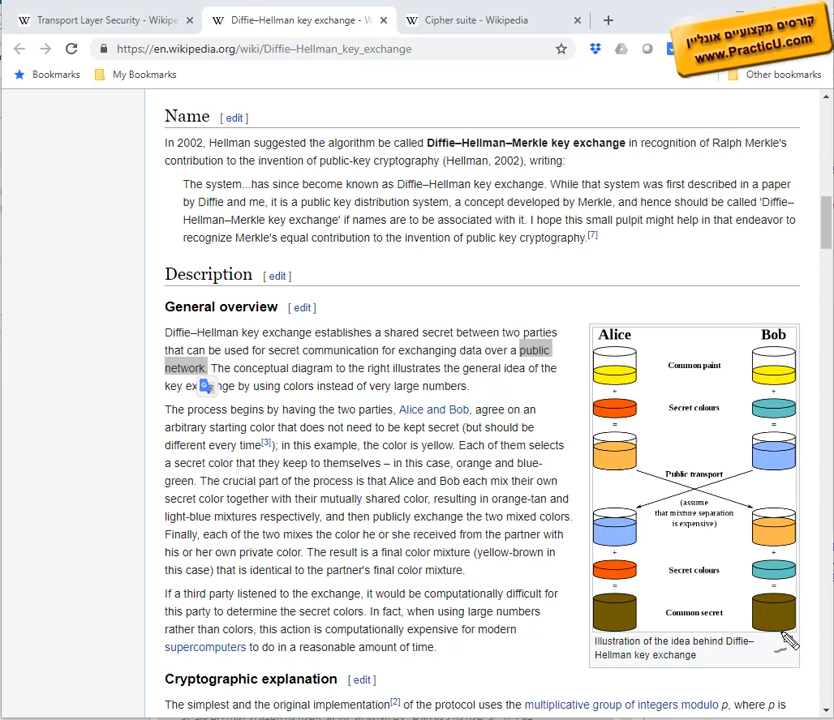 Transport Layer Security - Wikipe
Diffie–Hellman key exchange - W
Cipher suite - Wikipedia
https://en.wikipedia.org/wiki/Diffie–Hellman_key_exchange
קורסים מקצועיים אונליין
www.PracticU.com
Bookmarks
My Bookmarks
Other bookmarks
Name [ edit ]
In 2002, Hellman suggested the algorithm be called Diffie–Hellman–Merkle key exchange in recognition of Ralph Merkle's
contribution to the invention of public-key cryptography (Hellman, 2002), writing:
The system...has since become known as Diffie–Hellman key exchange. While that system was first described in a paper
by Diffie and me, it is a public key distribution system, a concept developed by Merkle, and hence should be called 'Diffie–
Hellman–Merkle key exchange' if names are to be associated with it. I hope this small pulpit might help in that endeavor to
recognize Merkle's equal contribution to the invention of public key cryptography.[7]
Description [ edit ]
General overview [ edit ]
Diffie–Hellman key exchange establishes a shared secret between two parties
that can be used for secret communication for exchanging data over a public
network. The conceptual diagram to the right illustrates the general idea of the
key ex nge by using colors instead of very large numbers.
The process begins by having the two parties, Alice and Bob, agree on an
arbitrary starting color that does not need to be kept secret (but should be
different every time[3]); in this example, the color is yellow. Each of them selects
a secret color that they keep to themselves – in this case, orange and blue-
green. The crucial part of the process is that Alice and Bob each mix their own
secret color together with their mutually shared color, resulting in orange-tan and
light-blue mixtures respectively, and then publicly exchange the two mixed colors.
Finally, each of the two mixes the color he or she received from the partner with
his or her own private color. The result is a final color mixture (yellow-brown in
this case) that is identical to the partner's final color mixture.
If a third party listened to the exchange, it would be computationally difficult for
this party to determine the secret colors. In fact, when using large numbers
rather than colors, this action is computationally expensive for modern
supercomputers to do in a reasonable amount of time.
Alice Bob
Common paint
+ +
Secret colours
= =
Public transport
(assume
that mixture separation
is expensive)
+ +
Secret colours
= =
Common secret
Illustration of the idea behind Diffie–
Hellman key exchange
Cryptographic explanation [ edit ]
The simplest and the original implementation[2] of the protocol uses the multiplicative group of integers modulo p, where p is